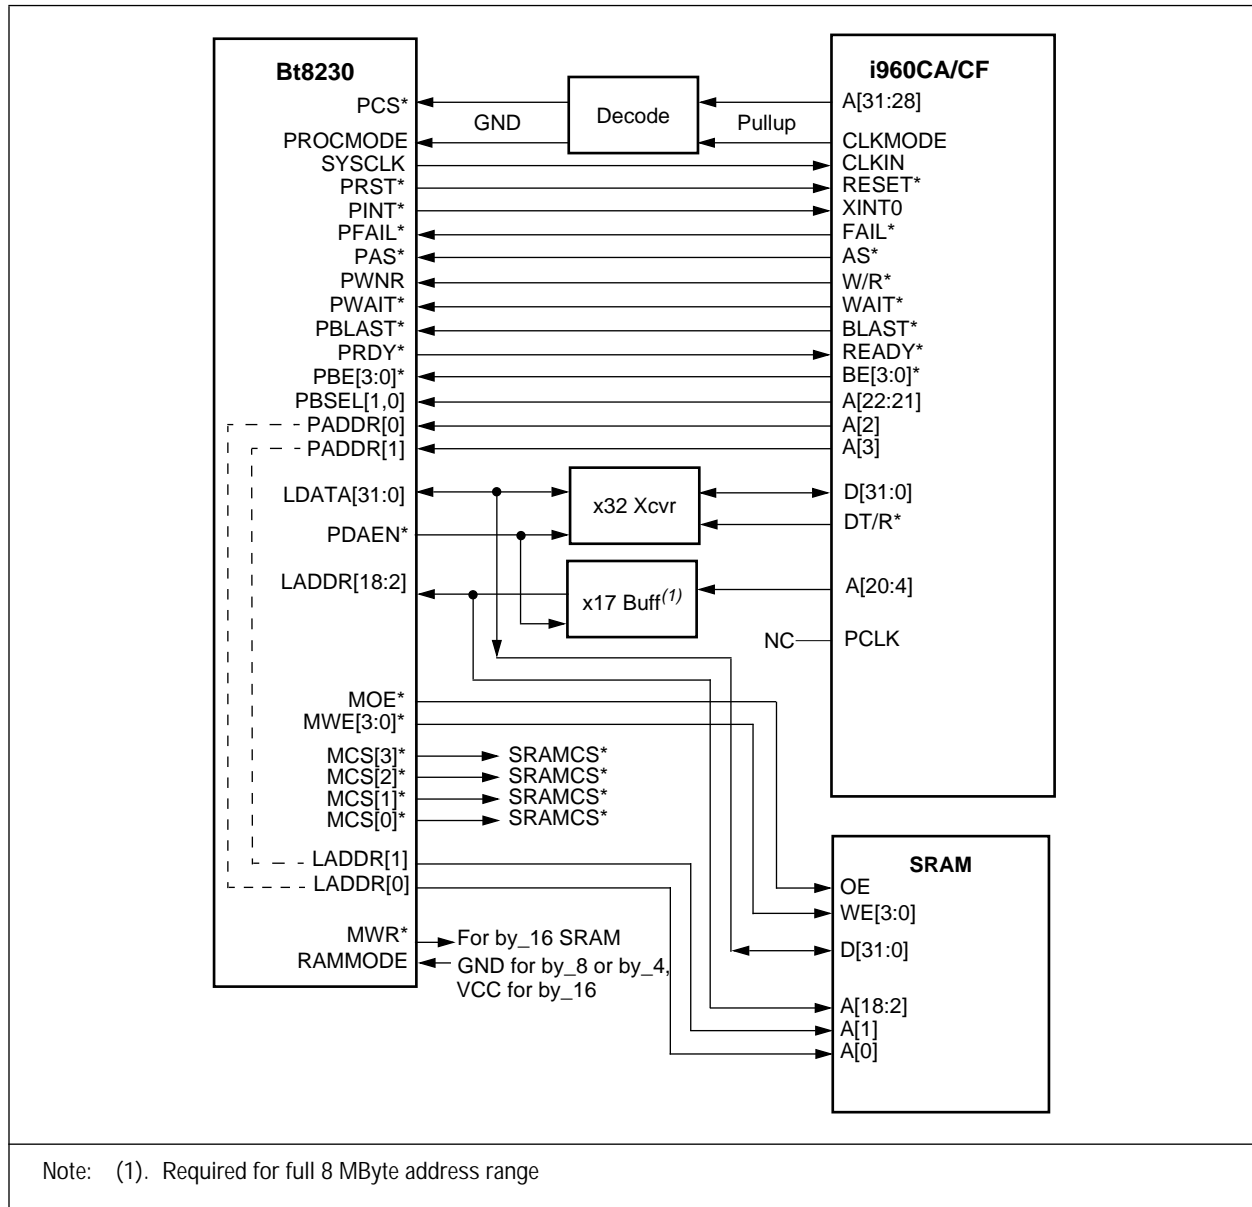 Bt8230
PCS*
PROCMODE
SYSCLK
PRST*
PINT*
PFAIL*
PAS*
PWNR
PWAIT*
PBLAST*
PRDY*
PBE[3:0]*
PBSEL[1,0]
PADDR[0]
PADDR[1]
LDATA[31:0]
PDAEN*
LADDR[18:2]
MOE*
MWE[3:0]*
MCS[3]*
MCS[2]*
MCS[1]*
MCS[0]*
LADDR[1]
LADDR[0]
MWR*
RAMMODE
GND
Decode
Pullup
x32 Xcvr
x17 Buff(1)
NC
SRAMCS*
SRAMCS*
SRAMCS*
SRAMCS*
For by_16 SRAM
GND for by_8 or by_4,
VCC for by_16
i960CA/CF
A[31:28]
CLKMODE
CLKIN
RESET*
XINT0
FAIL*
AS*
W/R*
WAIT*
BLAST*
READY*
BE[3:0]*
A[22:21]
A[2]
A[3]
D[31:0]
DT/R*
A[20:4]
PCLK
SRAM
OE
WE[3:0]
D[31:0]
A[18:2]
A[1]
A[0]
Note: (1). Required for full 8 MByte address range